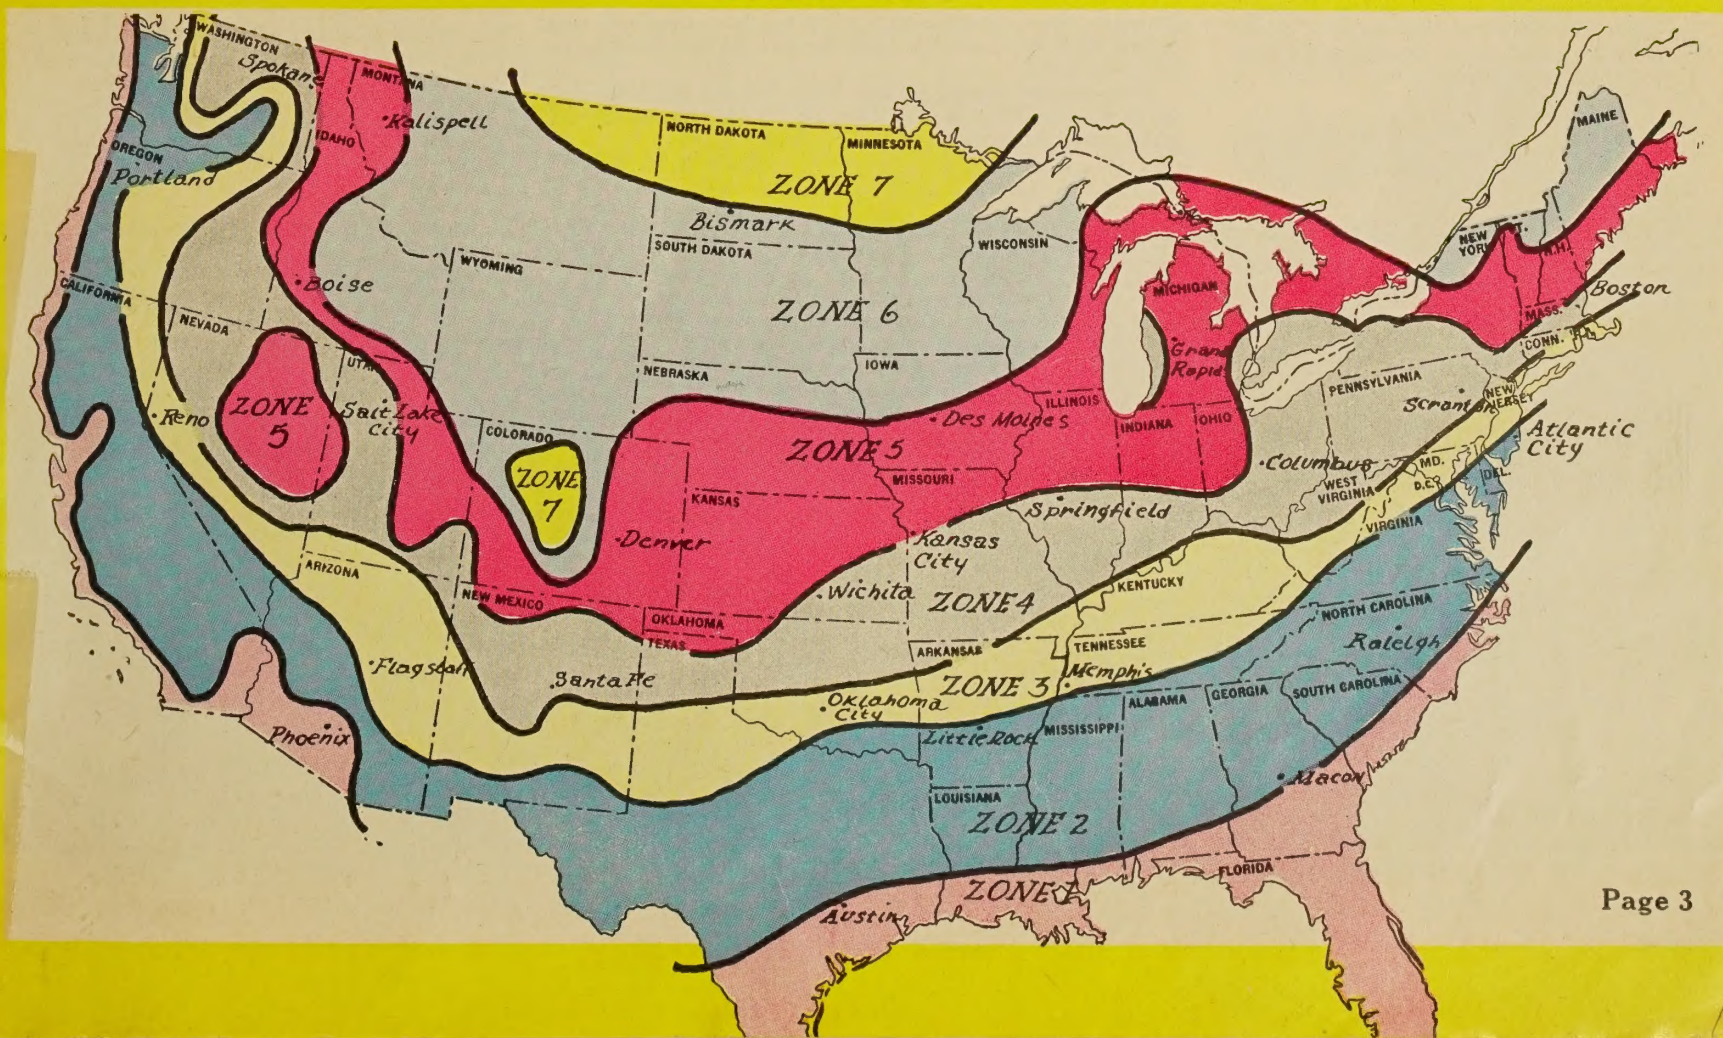 WASHINGTON
Spokane
MONTANA
Kalispell
IDAHO
OREGON
Portland
NORTH DAKOTA
MINNESOTA
ZONE 7
Bismark
SOUTH DAKOTA
WISCONSIN
MAINE
NEW YORK
VT.
N.H.
WYOMING
Boise
CALIFORNIA
NEVADA
UTAH
ZONE 6
MICHIGAN
Boston
MASS.
CONN.
Grand
Rapid
NEBRASKA
IOWA
ILLINOIS
INDIANA
OHIO
PENNSYLVANIA
NEW
JERSEY
Scranton
Reno
ZONE
5
Salt Lake
City
COLORADO
ZONE 5
Des Moines
Atlantic
City
ZONE
7
KANSAS
MISSOURI
Columbus
WEST
VIRGINIA
MD.
D.C.
DEL.
Springfield
VIRGINIA
Denver
Kansas
City
ARIZONA
NEW MEXICO
Wichita
ZONE 4
KENTUCKY
OKLAHOMA
TEXAS
NORTH CAROLINA
Raleigh
ARKANSAS
TENNESSEE
Flagstaff
Santa Fe
ZONE 3
Memphis
Oklahoma
City
ALABAMA
GEORGIA
SOUTH CAROLINA
Phoenix
Little Rock
MISSISSIPPI
Macon
LOUISIANA
ZONE 2
FLORIDA
ZONE 1
Austin
Page 3